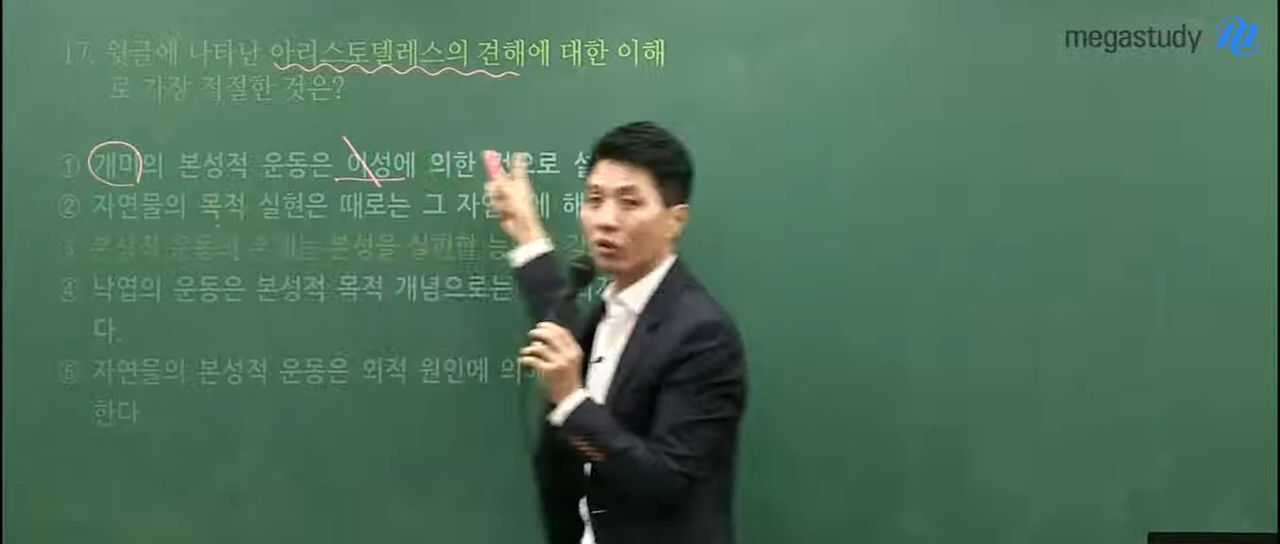 megastudy
17. 윗글에 나타난 아리스토텔레스의 견해에 대한 이해
로 가장 적절한 것은?
① 개미의 본성적 운동은 이성에 의한 것으로
② 자연물의 목적 실현은 때로는 그 해
③ 본성적 운동의 주체는 본성을 실현할
④ 낙엽의 운동은 본성적 목적 개념으로는
다.
⑤ 자연물의 본성적 운동은 외적 원인에
한다